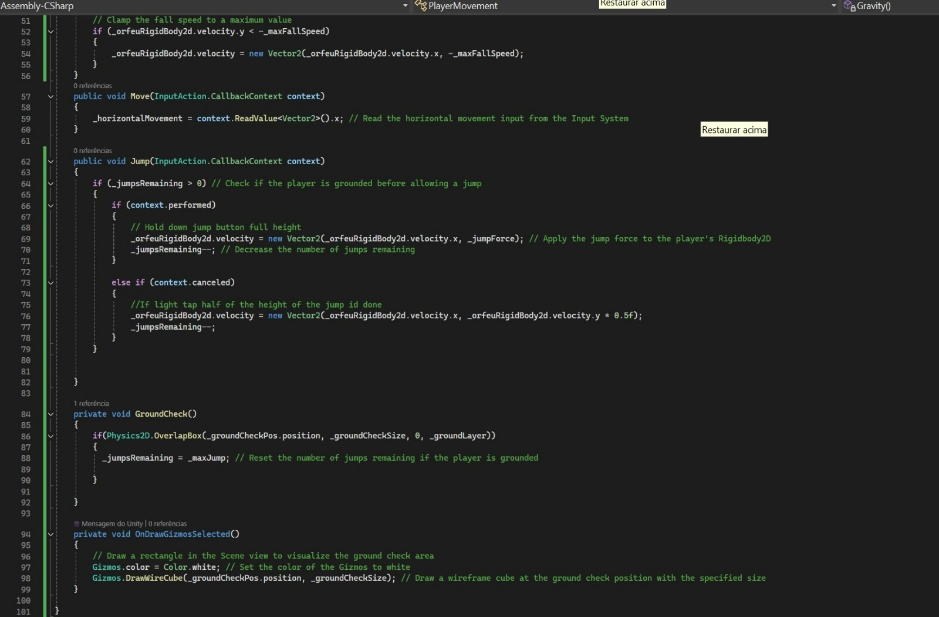 Assembly-CSharp
PlayerMovement
Restaurar acima
Gravity()
51 // Clamp the fall speed to a maximum value
52 if (_orfeuRigidBody2d.velocity.y < -_maxFallSpeed)
53 {
54 _orfeuRigidBody2d.velocity = new Vector2(_orfeuRigidBody2d.velocity.x, -_maxFallSpeed);
55 }
56 }
0 referências
57 public void Move(InputAction.CallbackContext context)
58 {
59 _horizontalMovement = context.ReadValue<Vector2>().x; // Read the horizontal movement input from the Input System
60 }
Restaurar acima
61
0 referências
62 public void Jump(InputAction.CallbackContext context)
63 {
64 if (_jumpsRemaining > 0) // Check if the player is grounded before allowing a jump
65 {
66 if (context.performed)
67 {
68 // Hold down jump button full height
69 _orfeuRigidBody2d.velocity = new Vector2(_orfeuRigidBody2d.velocity.x, _jumpForce); // Apply the jump force to the player's Rigidbody2D
70 _jumpsRemaining--; // Decrease the number of jumps remaining
71 }
72
73 else if (context.canceled)
74 {
75 //If light tap half of the height of the jump id done
76 _orfeuRigidBody2d.velocity = new Vector2(_orfeuRigidBody2d.velocity.x, _orfeuRigidBody2d.velocity.y * 0.5f);
77 _jumpsRemaining--;
78 }
79 }
80
81
82 }
83
1 referência
84 private void GroundCheck()
85 {
86 if(Physics2D.OverlapBox(_groundCheckPos.position, _groundCheckSize, 0, _groundLayer))
87 {
88 _jumpsRemaining = _maxJump; // Reset the number of jumps remaining if the player is grounded
89
90 }
91
92 }
93
Mensagem do Unity | 0 referências
94 private void OnDrawGizmosSelected()
95 {
96 // Draw a rectangle in the Scene view to visualize the ground check area
97 Gizmos.color = Color.white; // Set the color of the Gizmos to white
98 Gizmos.DrawWireCube(_groundCheckPos.position, _groundCheckSize); // Draw a wireframe cube at the ground check position with the specified size
99 }
100
101 }